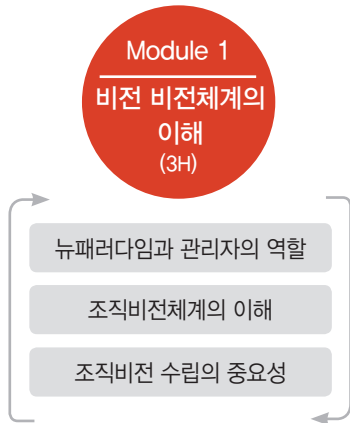 Module 1
비전 비전체계의
이해
(3H)
뉴패러다임과 관리자의 역할
조직비전체계의 이해
조직비전 수립의 중요성